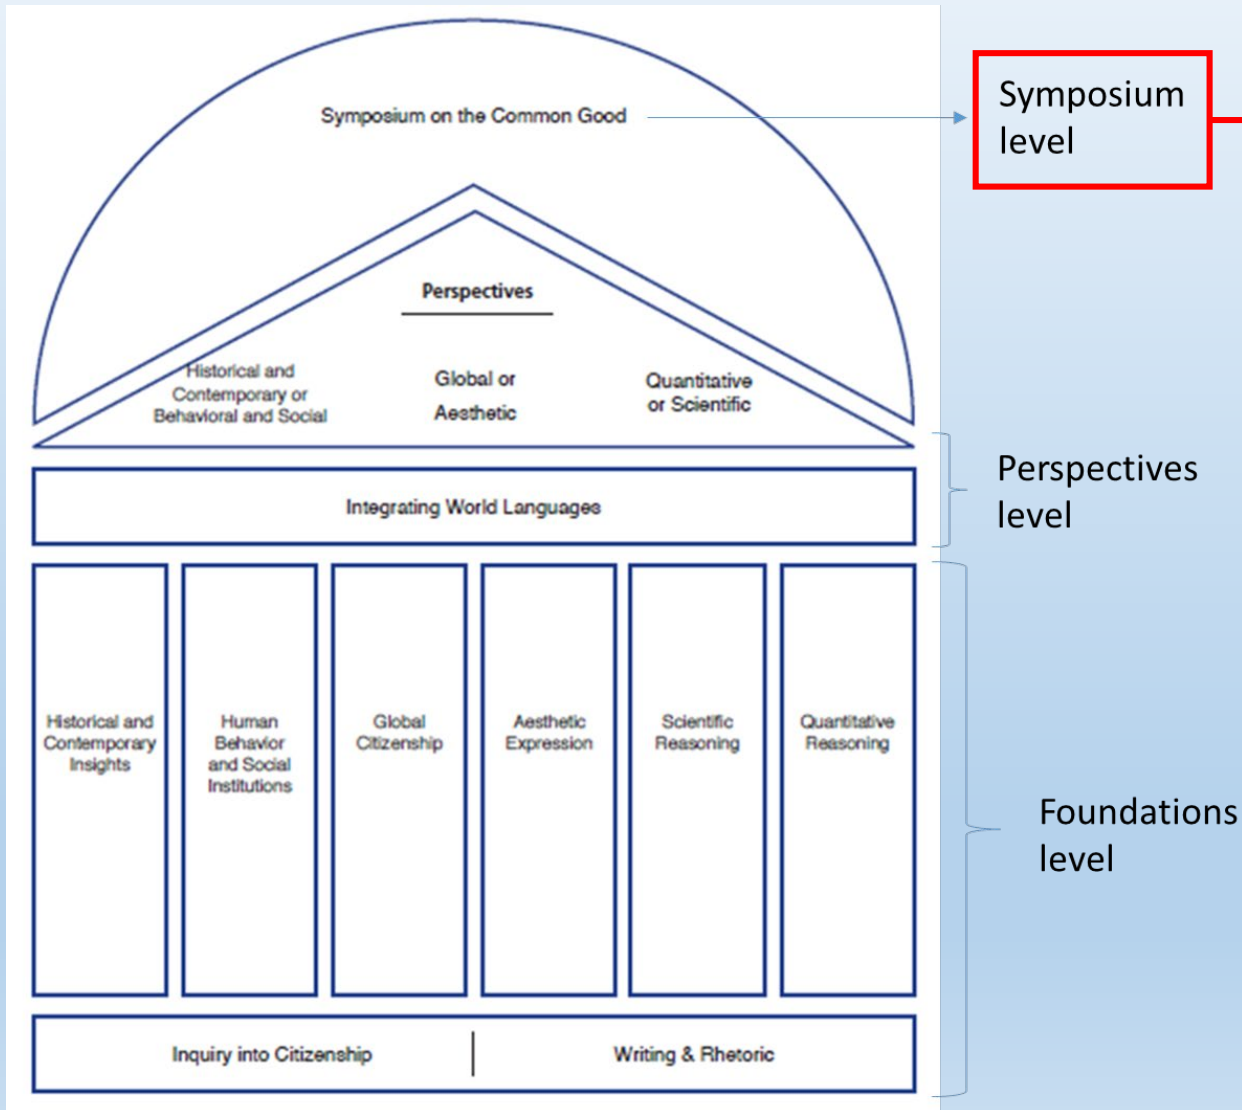 Symposium on the Common Good
Symposium
level
Perspectives
Historical and
Contemporary or
Behavioral and Social
Global or
Aesthetic
Quantitative
or Scientific
Perspectives
level
Integrating World Languages
Historical and
Contemporary
Insights
Human
Behavior
and Social
Institutions
Global
Citizenship
Aesthetic
Expression
Scientific
Reasoning
Quantitative
Reasoning
Foundations
level
Inquiry into Citizenship
Writing & Rhetoric